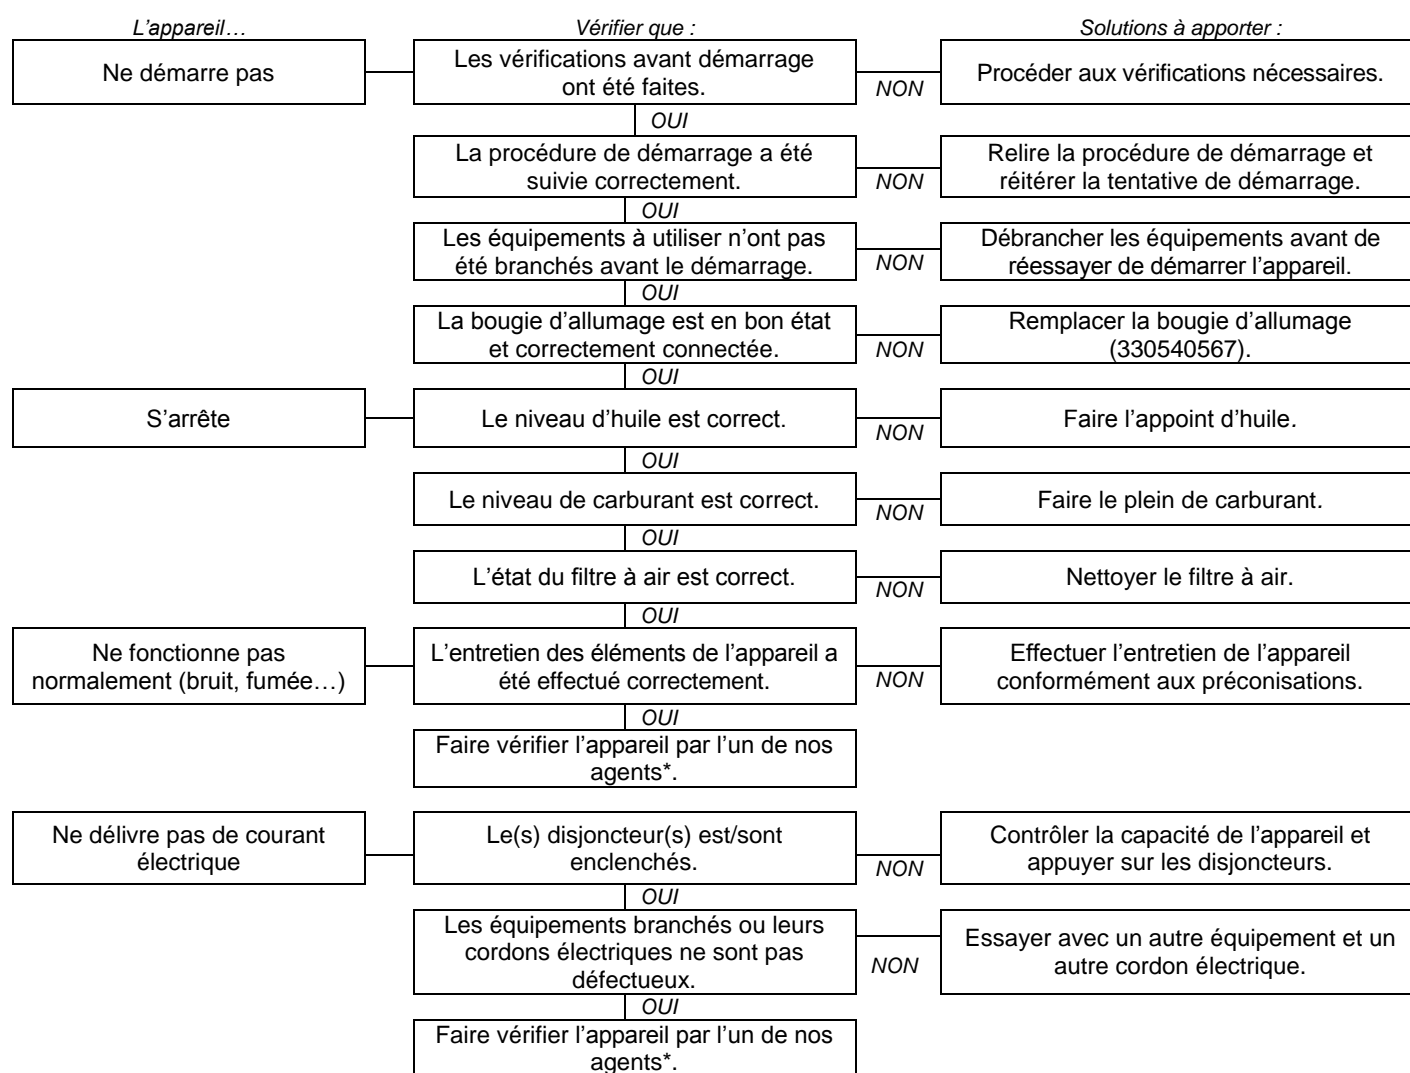 L'appareil…
Vérifier que :
Solutions à apporter :
Ne démarre pas
Les vérifications avant démarrage
ont été faites.
NON
Procéder aux vérifications nécessaires.
OUI
La procédure de démarrage a été
suivie correctement.
NON
Relire la procédure de démarrage et
réitérer la tentative de démarrage.
OUI
Les équipements à utiliser n'ont pas
été branchés avant le démarrage.
NON
Débrancher les équipements avant de
réessayer de démarrer l'appareil.
OUI
La bougie d'allumage est en bon état
et correctement connectée.
NON
Remplacer la bougie d'allumage
(330540567).
OUI
S'arrête
Le niveau d'huile est correct.
NON
Faire l'appoint d'huile.
OUI
Le niveau de carburant est correct.
NON
Faire le plein de carburant.
OUI
L'état du filtre à air est correct.
NON
Nettoyer le filtre à air.
OUI
Ne fonctionne pas
normalement (bruit, fumée…)
L'entretien des éléments de l'appareil a
été effectué correctement.
NON
Effectuer l'entretien de l'appareil
conformément aux préconisations.
OUI
Faire vérifier l'appareil par l'un de nos
agents*.
Ne délivre pas de courant
électrique
Le(s) disjoncteur(s) est/sont
enclenchés.
NON
Contrôler la capacité de l'appareil et
appuyer sur les disjoncteurs.
OUI
Les équipements branchés ou leurs
cordons électriques ne sont pas
défectueux.
NON
Essayer avec un autre équipement et un
autre cordon électrique.
OUI
Faire vérifier l'appareil par l'un de nos
agents*.